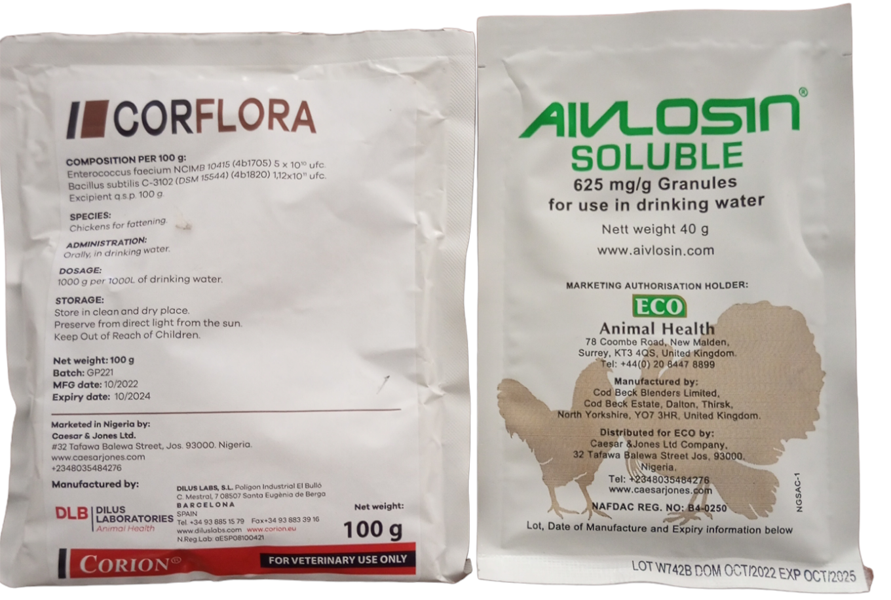 CORFLORA
COMPOSITION PER 100 g:
Enterococcus faecium NCIMB 10415 (4b1705) 5 x 10¹⁰ ufc.
Bacillus subtilis C-3102 (DSM 15544) (4b1820) 1,12x10¹¹ ufc.
Excipient q.s.p. 100 g.
SPECIES:
Chickens for fattening.
ADMINISTRATION:
Orally, in drinking water.
DOSAGE:
1000 g per 1000L of drinking water.
STORAGE:
Store in clean and dry place.
Preserve from direct light from the sun.
Keep Out of Reach of Children.
Net weight: 100 g
Batch: GP221
MFG date: 10/2022
Expiry date: 10/2024
Marketed in Nigeria by:
Caesar & Jones Ltd.
#32 Tafawa Balewa Street, Jos. 93000. Nigeria.
www.caesarjones.com
+2348035484276
Manufactured by:
DLB DILUS
LABORATORIES
Animal Health
DILUS LABS, S.L. Polígon Industrial El Bulló
C. Mestral, 7 08507 Santa Eugènia de Berga
BARCELONA
SPAIN
Tel. +34 93 885 15 79 Fax+34 93 883 39 16
www.diluslabs.com www.corion.eu
N.Reg.Lab: aESP08100421
Net weight:
100 g
CORION®
FOR VETERINARY USE ONLY
AIVLOSIN®
SOLUBLE
625 mg/g Granules
for use in drinking water
Nett weight 40 g
www.aivlosin.com
MARKETING AUTHORISATION HOLDER:
ECO
Animal Health
78 Coombe Road, New Malden,
Surrey, KT3 4QS, United Kingdom.
Tel: +44(0) 20 8447 8899
Manufactured by:
Cod Beck Blenders Limited,
Cod Beck Estate, Dalton, Thirsk,
North Yorkshire, YO7 3HR, United Kingdom.
Distributed for ECO by:
Caesar &Jones Ltd Company,
32 Tafawa Balewa Street Jos, 93000,
Nigeria.
Tel: +2348035484276
www.caesarjones.com
NAFDAC REG. NO: B4-0250
Lot, Date of Manufacture and Expiry information below
NGSAC-1
LOT W742B DOM OCT/2022 EXP OCT/2025